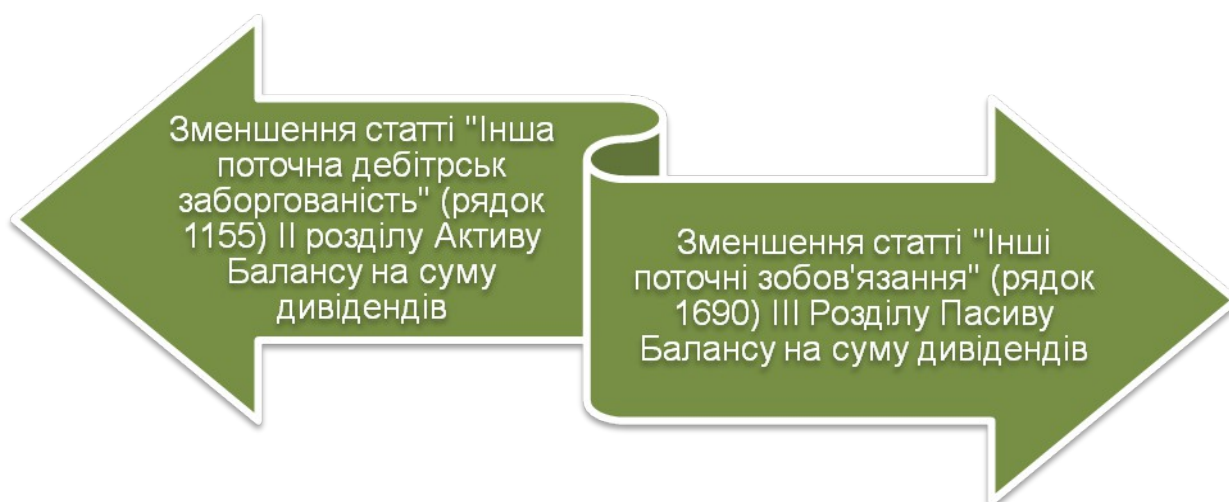 Зменшення статті "Інша
поточна дебітрськ
заборгованість" (рядок
1155) ІІ розділу Активу
Балансу на суму
дивідендів
Зменшення статті "Інші
поточні зобов'язання" (рядок
1690) ІІІ Розділу Пасиву
Балансу на суму дивідендів